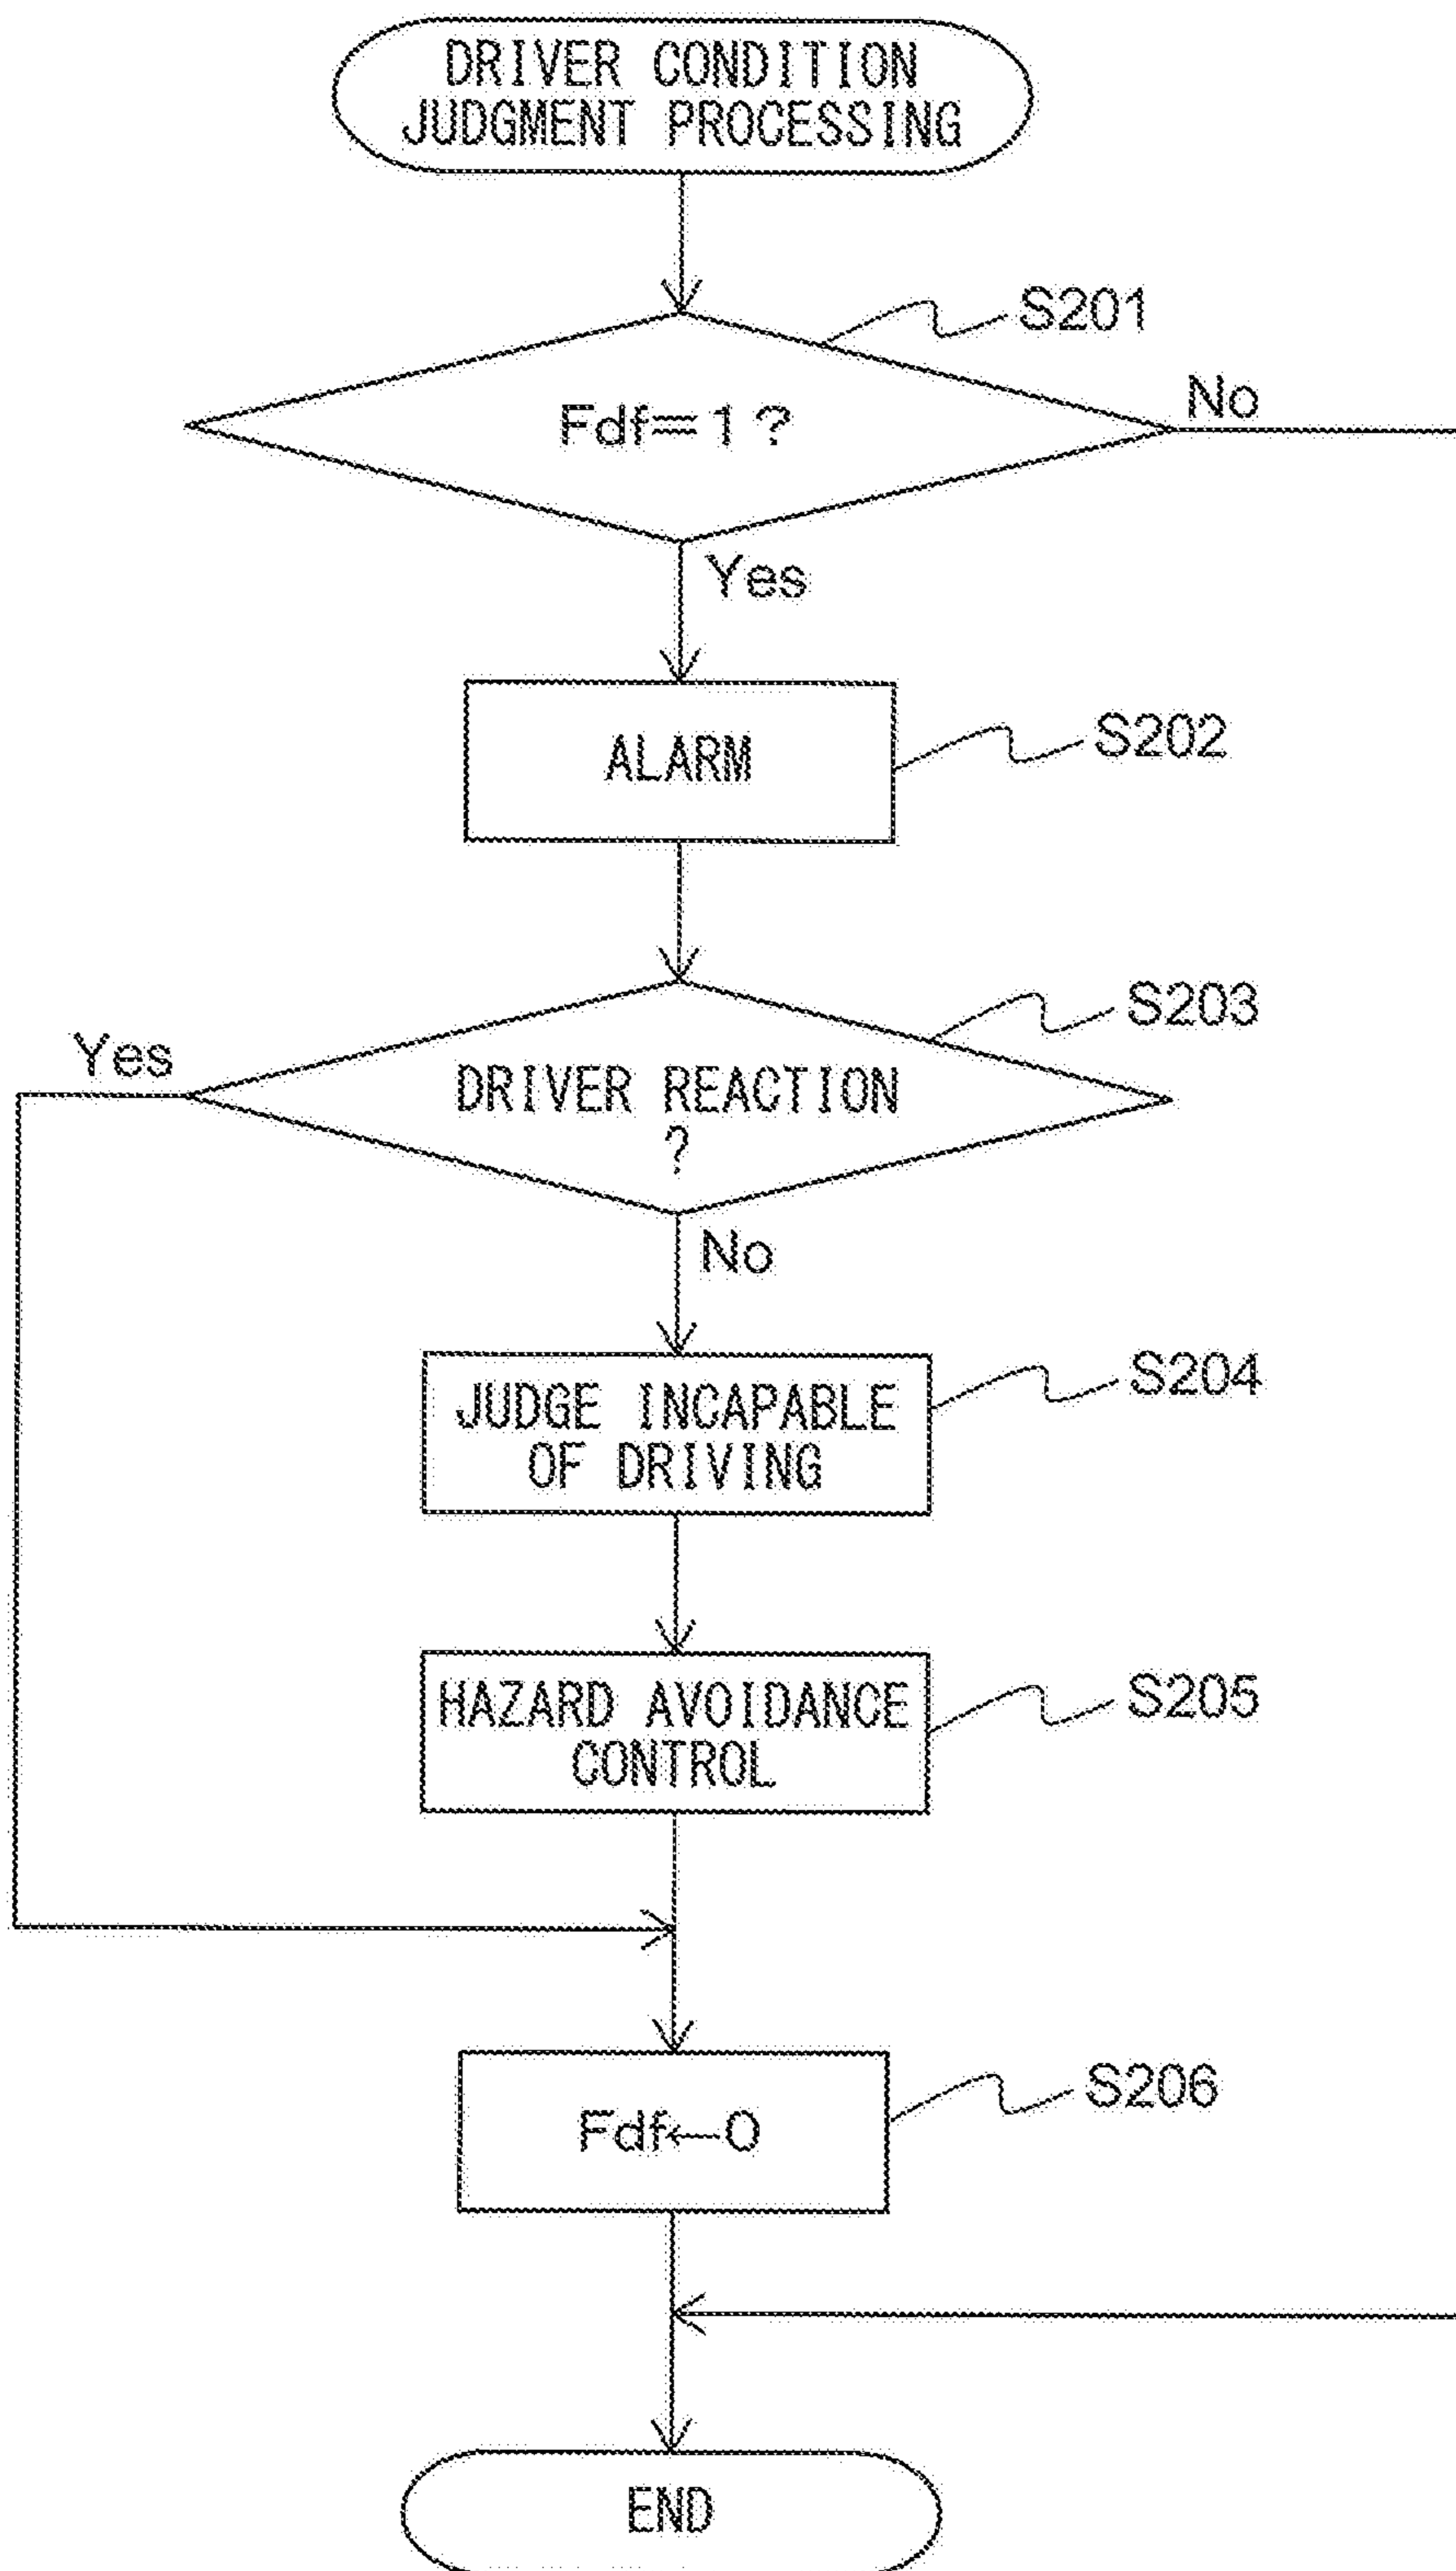 DRIVER CONDITION
JUDGMENT PROCESSING
S201
Fdf=1?
No
Yes
S202
ALARM
S203
Yes
DRIVER REACTION
?
No
S204
JUDGE INCAPABLE
OF DRIVING
S205
HAZARD AVOIDANCE
CONTROL
S206
Fdf←0
END